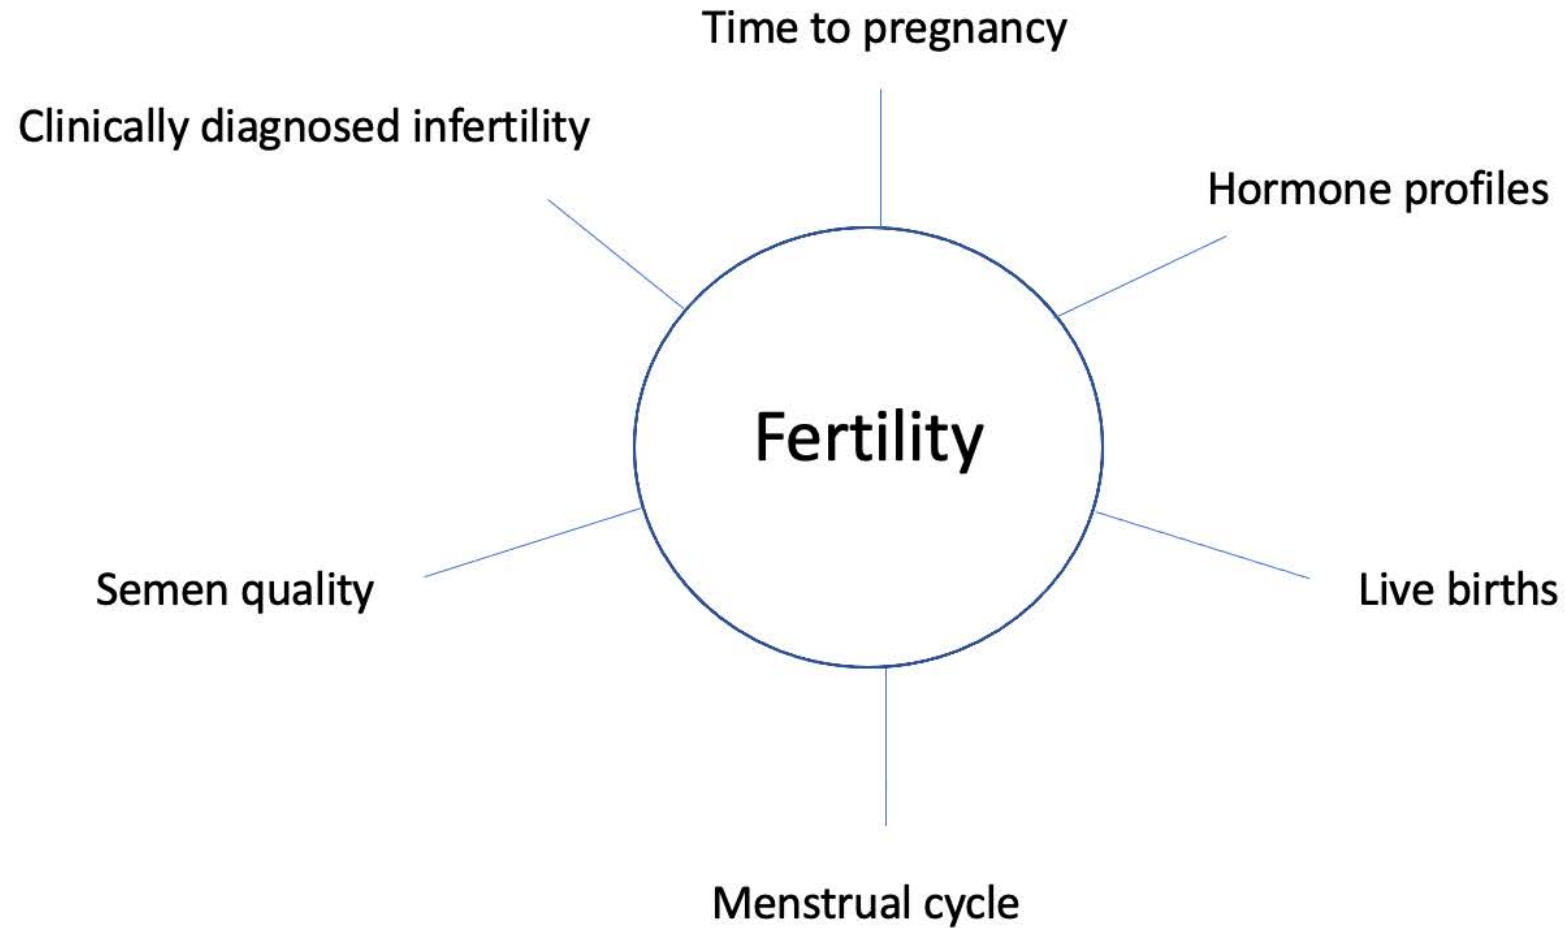 Time to pregnancy
Clinically diagnosed infertility
Hormone profiles
Fertility
Semen quality
Live births
Menstrual cycle